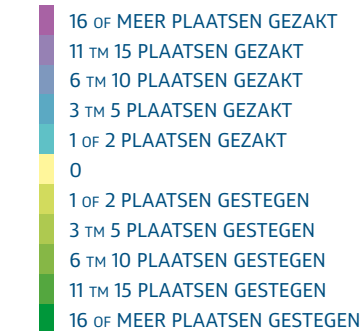 16 OF MEER PLAATSEN GEZAKT
11 TM 15 PLAATSEN GEZAKT
6 TM 10 PLAATSEN GEZAKT
3 TM 5 PLAATSEN GEZAKT
1 OF 2 PLAATSEN GEZAKT
0
1 OF 2 PLAATSEN GESTEGEN
3 TM 5 PLAATSEN GESTEGEN
6 TM 10 PLAATSEN GESTEGEN
11 TM 15 PLAATSEN GESTEGEN
16 OF MEER PLAATSEN GESTEGEN